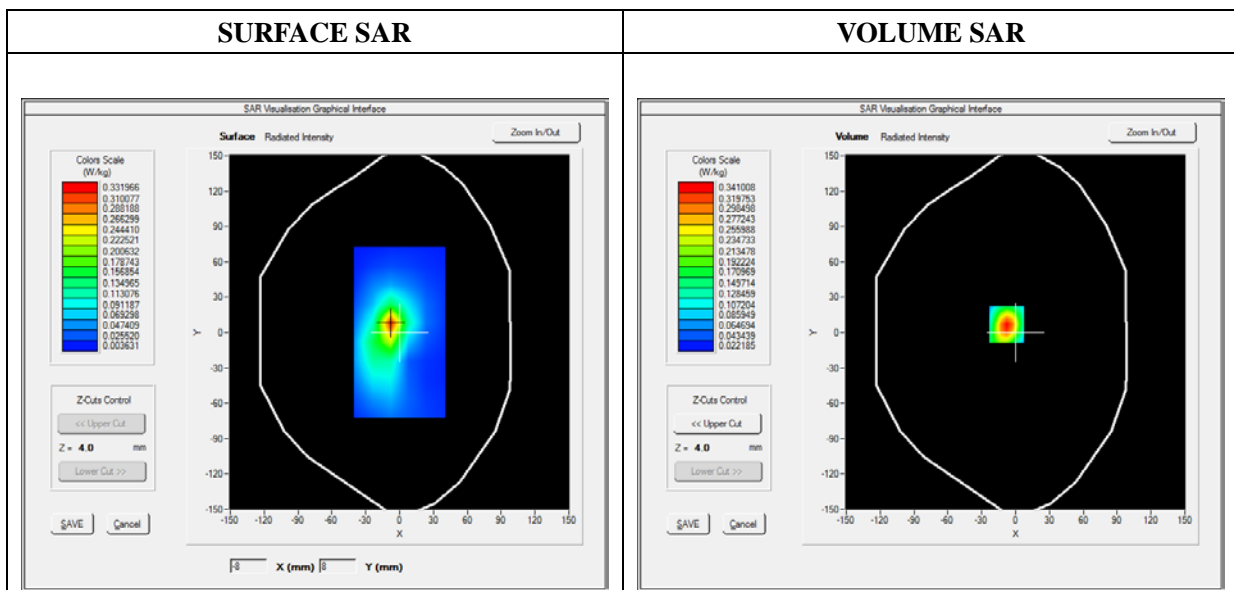 SURFACE SAR
VOLUME SAR
SAR Visualisation Graphical Interface
Surface Radiated Intensity
Zoom In/Out
Colors Scale
(W/kg)
0.331966
0.310077
0.288188
0.266299
0.244410
0.222521
0.200632
0.178743
0.156854
0.134965
0.113076
0.091187
0.069298
0.047409
0.025520
0.003631
Z-Cuts Control
<< Upper Cut
Z = 4.0 mm
Lower Cut >>
SAVE
Cancel
150
120
90
60
30
0
-30
-60
-90
-120
-150
Y
-150 -120 -90 -60 -30 0 30 60 90 120 150
X
-8 X (mm) 8 Y (mm)
SAR Visualisation Graphical Interface
Volume Radiated Intensity
Zoom In/Out
Colors Scale
(W/kg)
0.341008
0.319753
0.298498
0.277243
0.255988
0.234733
0.213478
0.192224
0.170969
0.149714
0.128459
0.107204
0.085949
0.064694
0.043439
0.022185
Z-Cuts Control
<< Upper Cut
Z = 4.0 mm
Lower Cut >>
SAVE
Cancel
150
120
90
60
30
0
-30
-60
-90
-120
-150
Y
-150 -120 -90 -60 -30 0 30 60 90 120 150
X